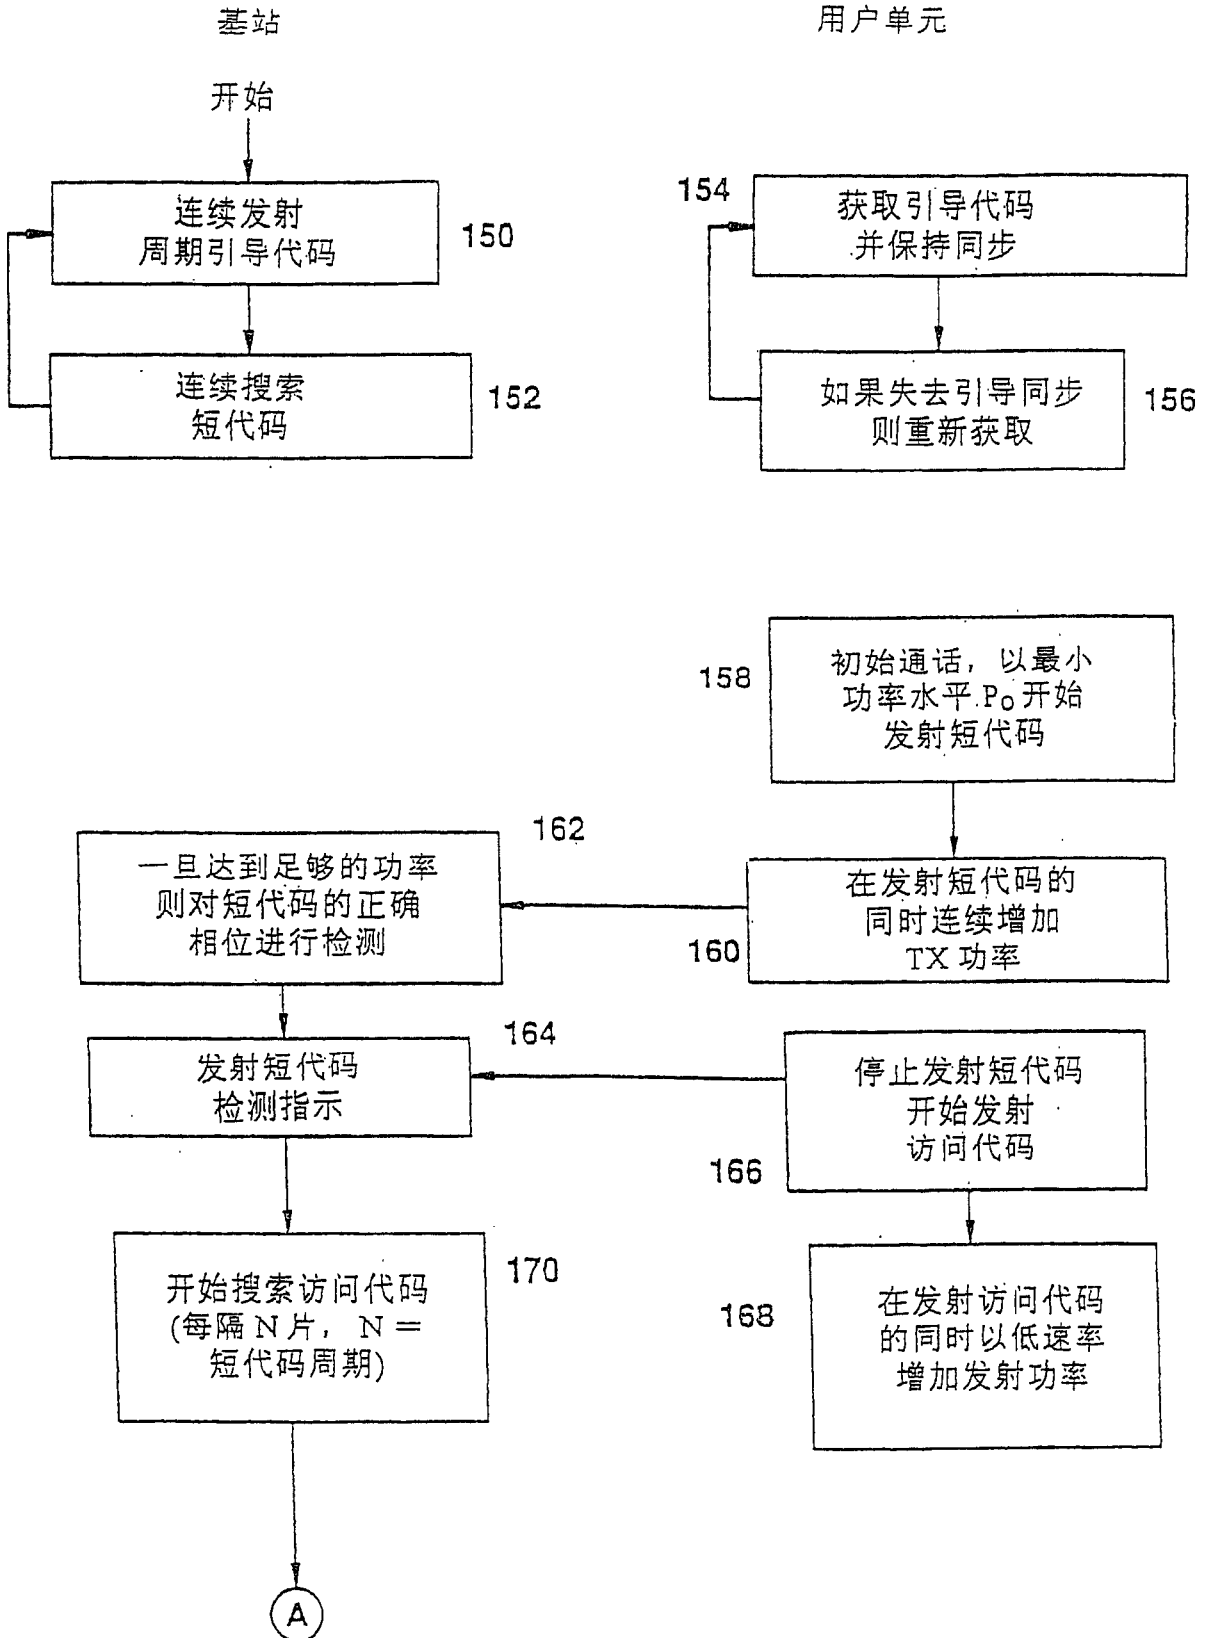 基站
用户单元
开始
连续发射
周期引导代码
150
连续搜索
短代码
152
154
获取引导代码
并保持同步
如果失去引导同步
则重新获取
156
158
初始通话，以最小
功率水平P₀开始
发射短代码
162
一旦达到足够的功率
则对短代码的正确
相位进行检测
在发射短代码的
同时连续增加
TX 功率
160
164
发射短代码
检测指示
停止发射短代码
开始发射
访问代码
166
170
开始搜索访问代码
(每隔 N 片，N =
短代码周期)
168
在发射访问代码
的同时以低速率
增加发射功率
A